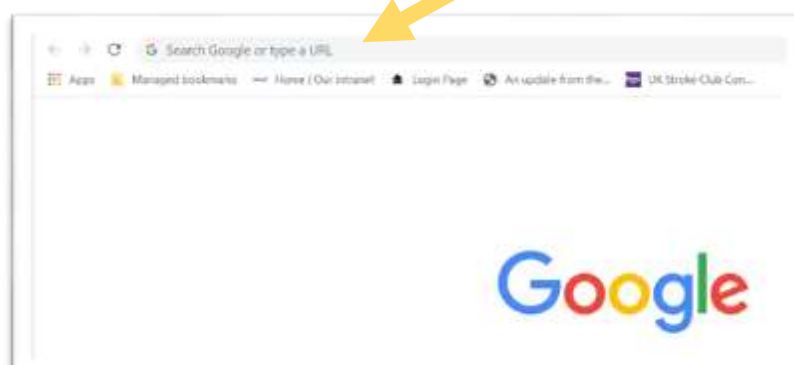 Search Google or type a URL
Apps Managed bookmarks Home | Our intranet Login Page An update from the... UK Stroke Club Con...
Google